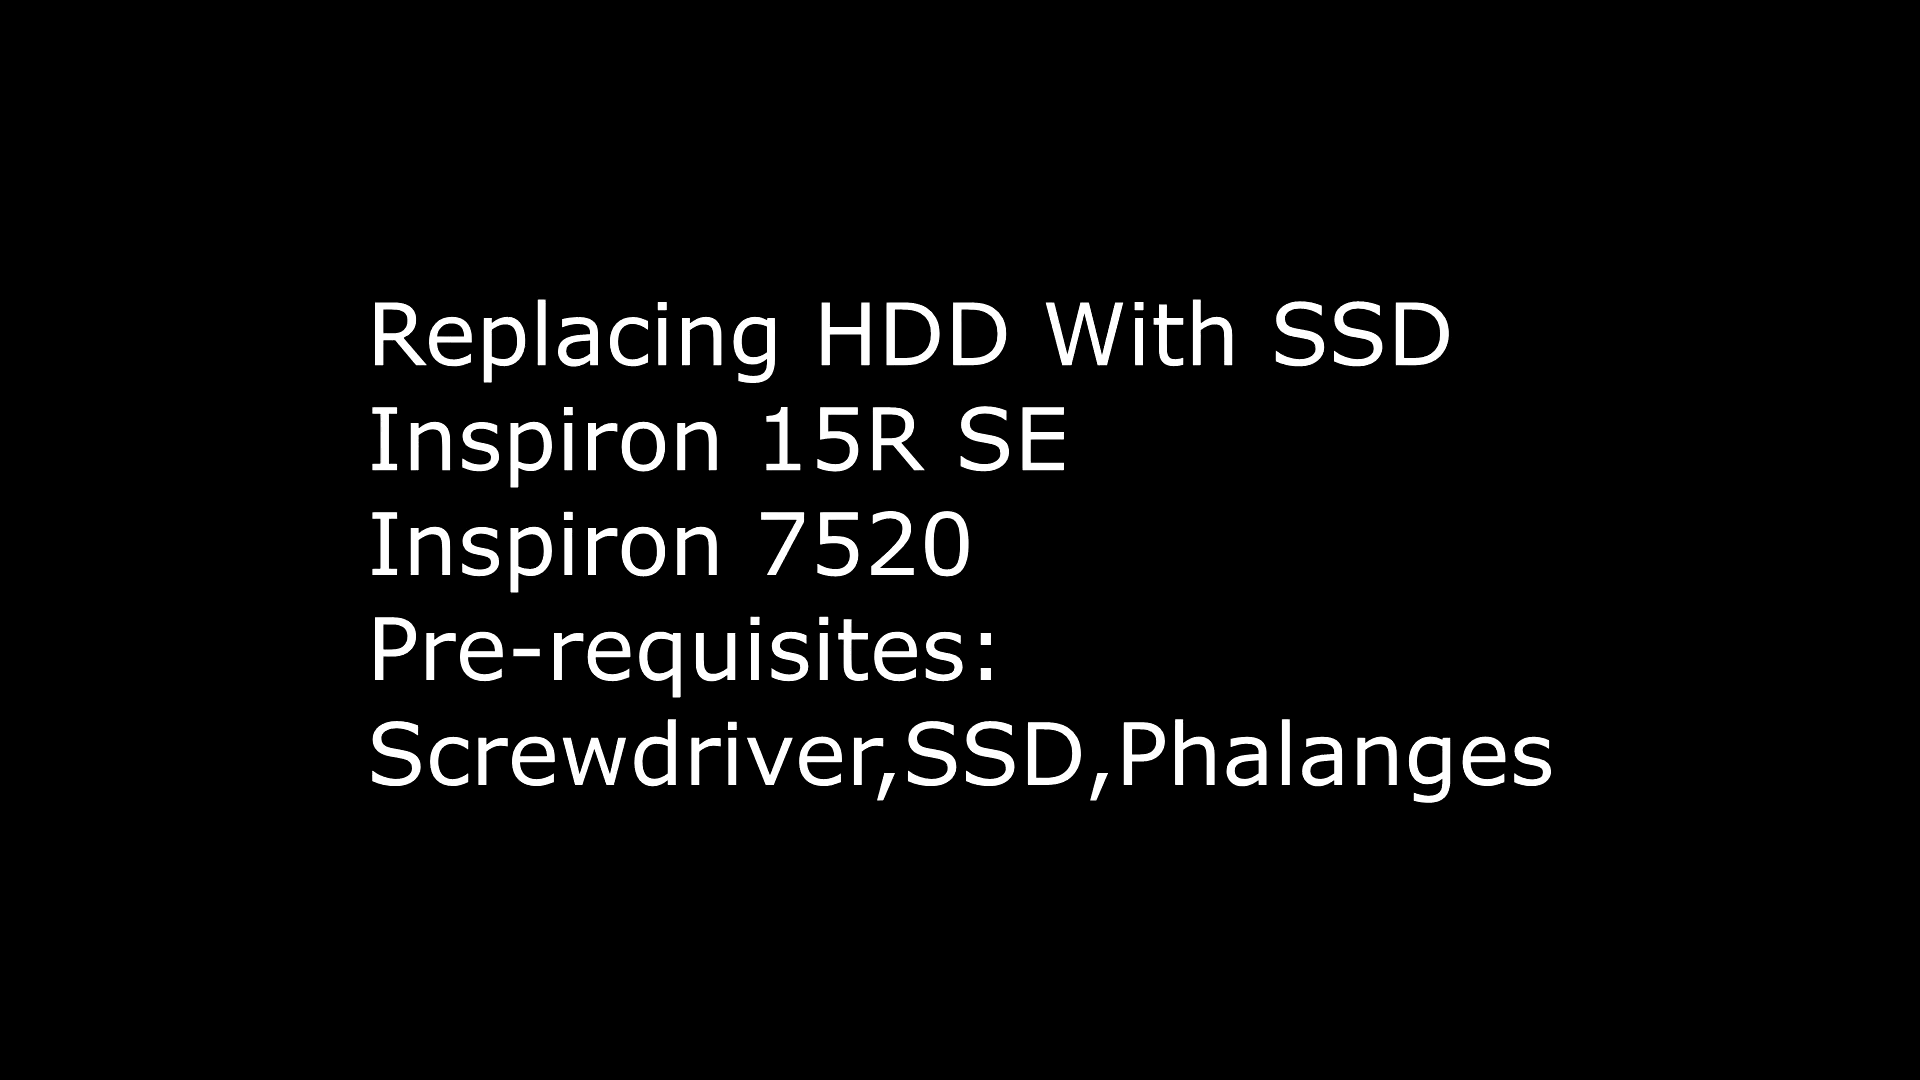 Replacing HDD With SSD
Inspiron 15R SE
Inspiron 7520
Pre-requisites:
Screwdriver,SSD,Phalanges